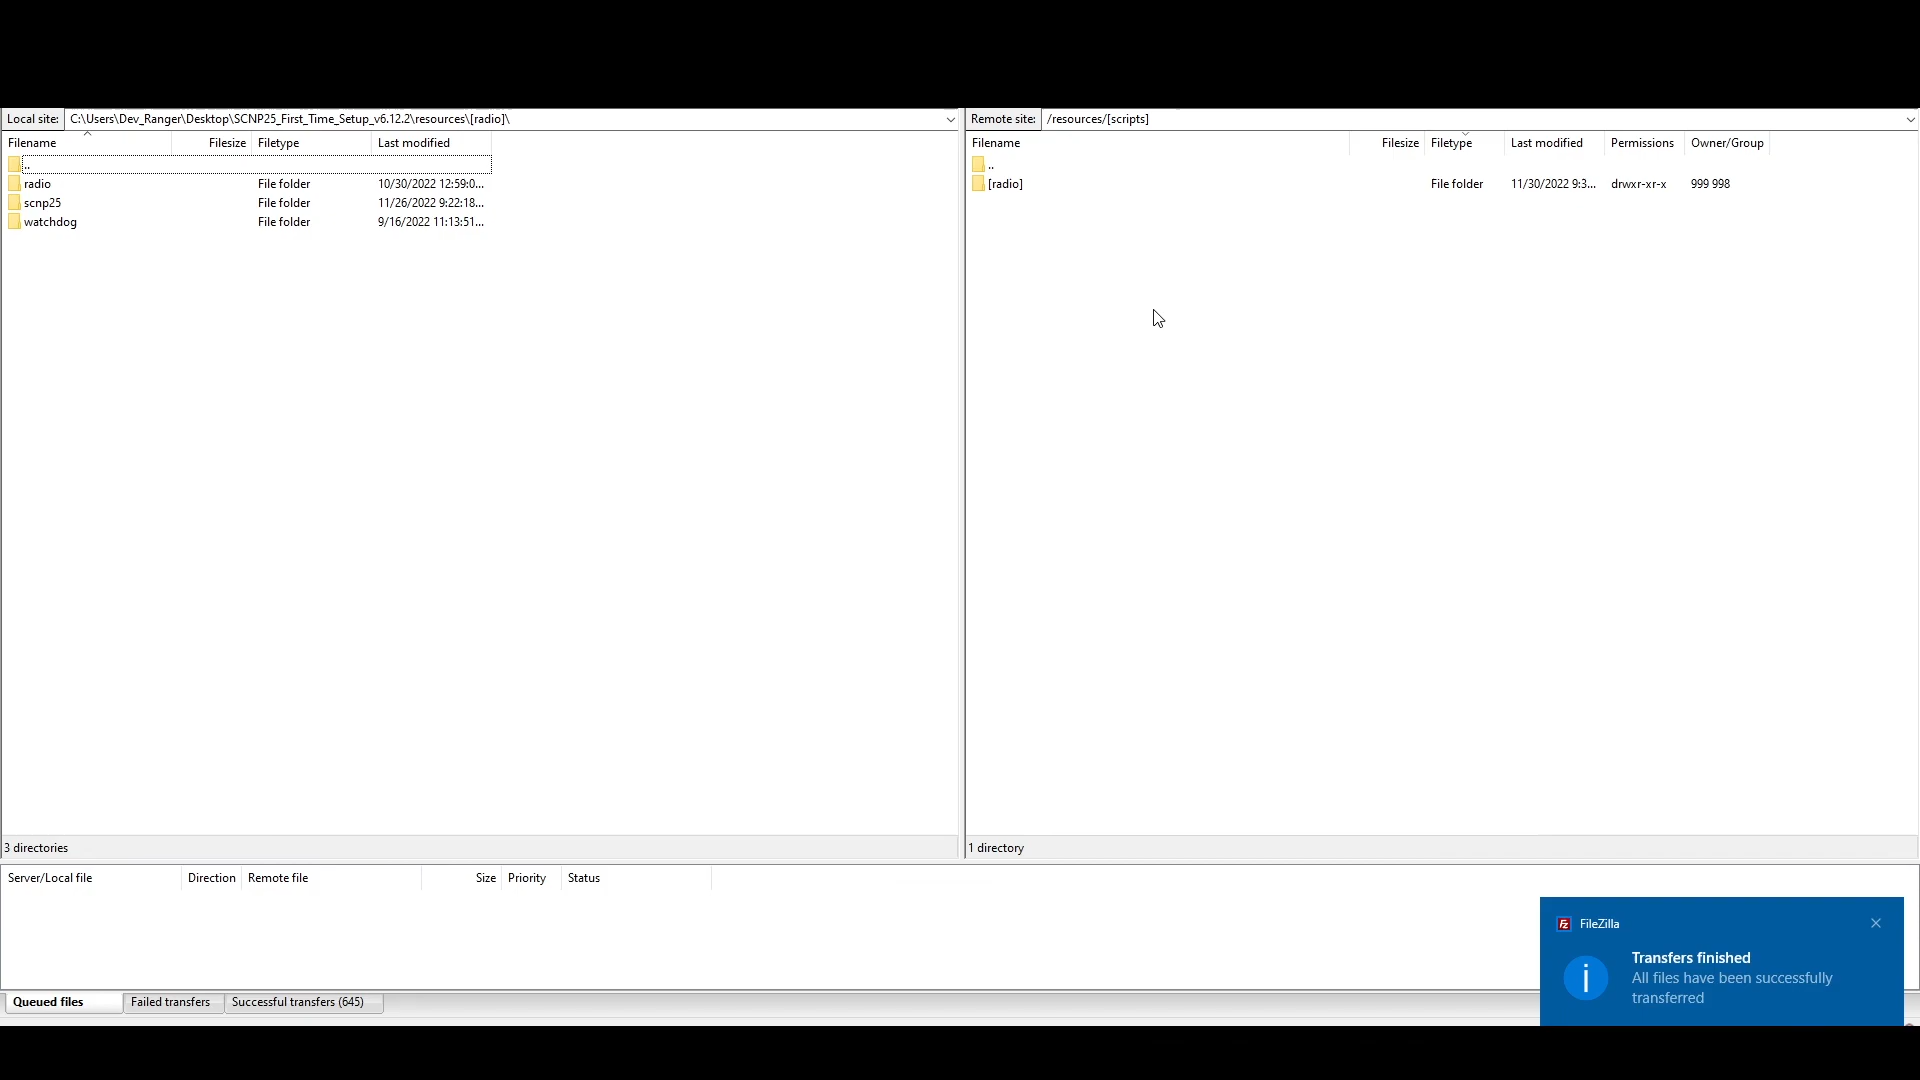 Local site: C:\Users\Dev_Ranger\Desktop\SCNP25_First_Time_Setup_v6.12.2\resources\[radio]\
Filename Filesize Filetype Last modified
..
radio File folder 10/30/2022 12:59:0...
scnp25 File folder 11/26/2022 9:22:18...
watchdog File folder 9/16/2022 11:13:51...
3 directories
Remote site: /resources/[scripts]
Filename Filesize Filetype Last modified Permissions Owner/Group
..
[radio] File folder 11/30/2022 9:3... drwxr-xr-x 999 998
1 directory
Server/Local file Direction Remote file Size Priority Status
Queued files Failed transfers Successful transfers (645)
FileZilla
Transfers finished
All files have been successfully
transferred